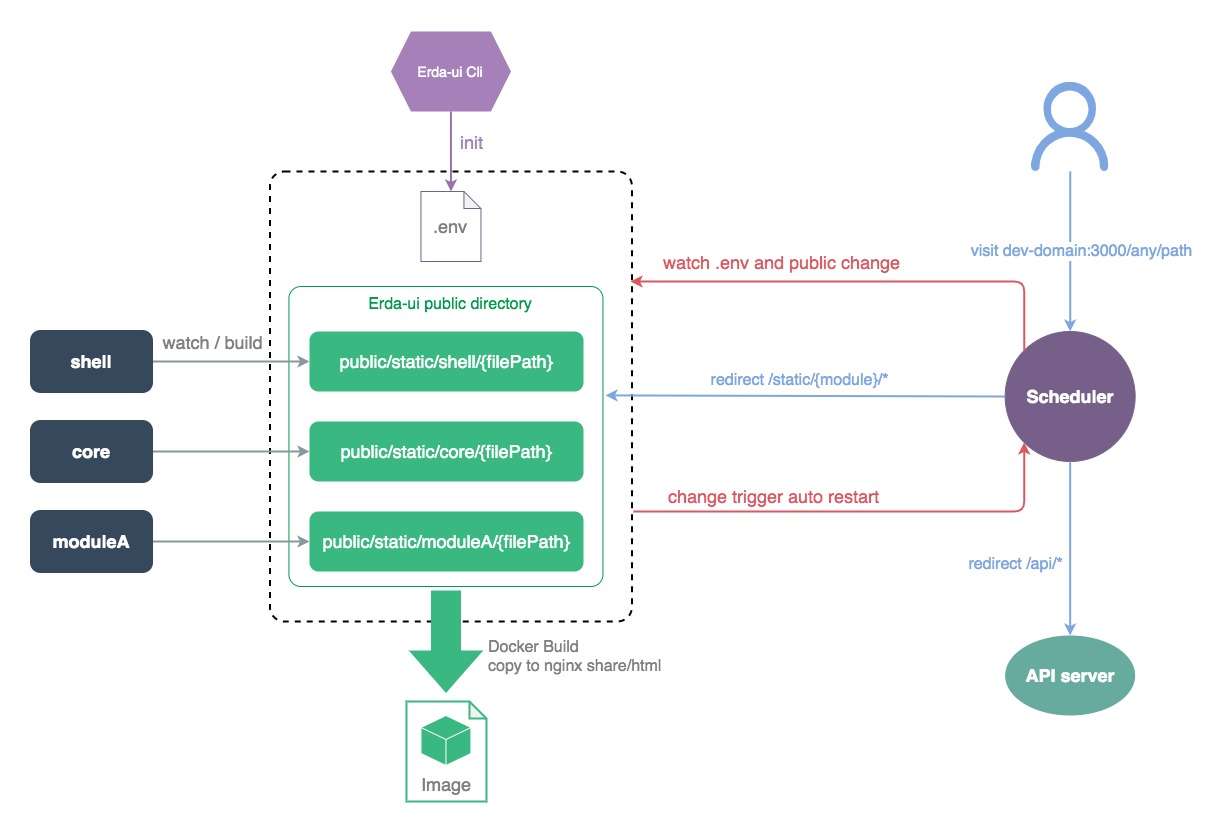 Erda-ui Cli
init
.env
visit dev-domain:3000/any/path
watch .env and public change
Erda-ui public directory
shell
watch / build
public/static/shell/{filePath}
redirect /static/{module}/*
Scheduler
core
public/static/core/{filePath}
change trigger auto restart
moduleA
public/static/moduleA/{filePath}
redirect /api/*
Docker Build
copy to nginx share/html
API server
Image